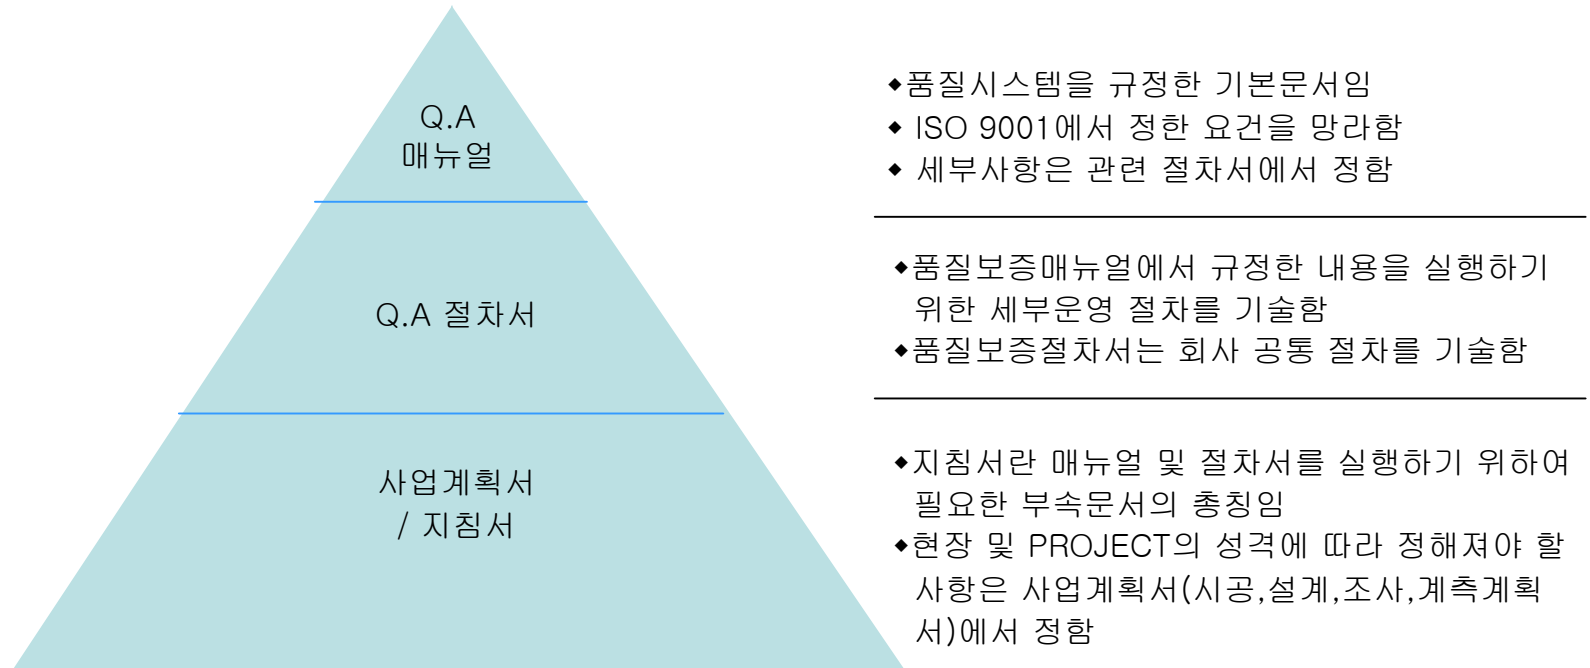 Q.A
매뉴얼
◆품질시스템을 규정한 기본문서임
◆ ISO 9001에서 정한 요건을 망라함
◆ 세부사항은 관련 절차서에서 정함
Q.A 절차서
◆품질보증매뉴얼에서 규정한 내용을 실행하기
위한 세부운영 절차를 기술함
◆품질보증절차서는 회사 공통 절차를 기술함
사업계획서
/ 지침서
◆지침서란 매뉴얼 및 절차서를 실행하기 위하여
필요한 부속문서의 총칭임
◆현장 및 PROJECT의 성격에 따라 정해져야 할
사항은 사업계획서(시공,설계,조사,계측계획
서)에서 정함